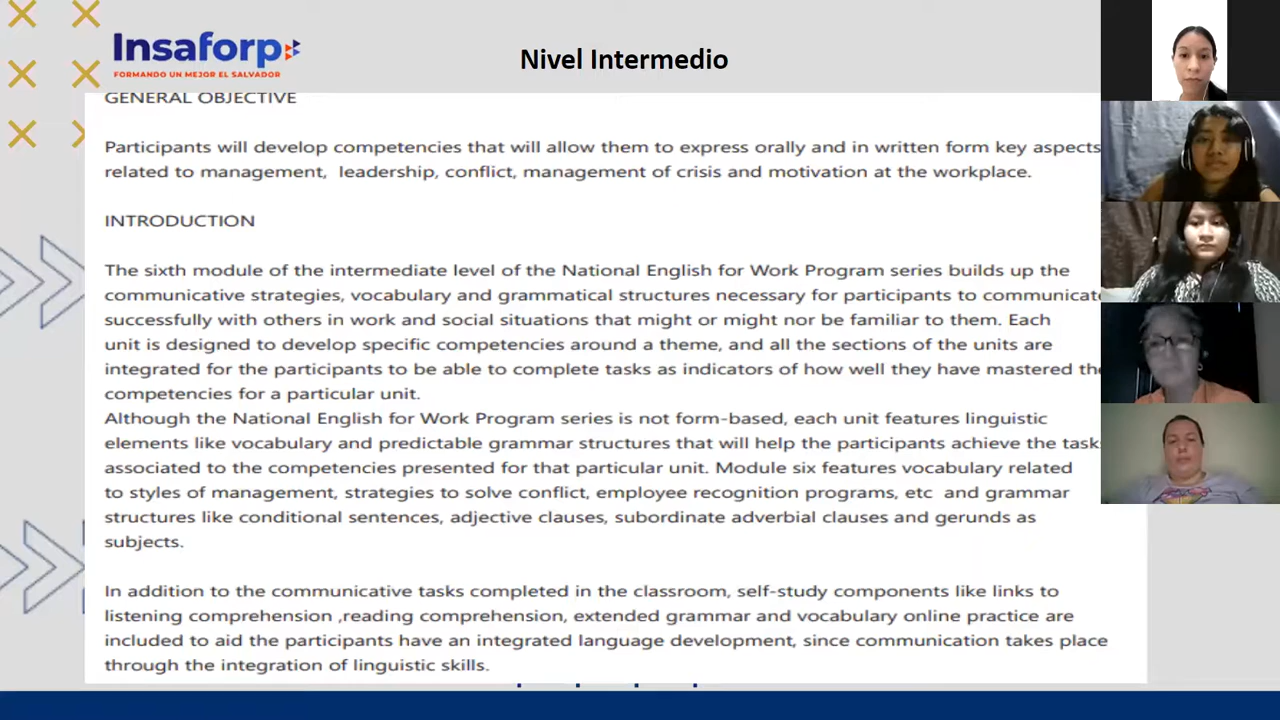 Insaforp
FORMANDO UN MEJOR EL SALVADOR
Nivel Intermedio
GENERAL OBJECTIVE
Participants will develop competencies that will allow them to express orally and in written form key aspects
related to management, leadership, conflict, management of crisis and motivation at the workplace.
INTRODUCTION
The sixth module of the intermediate level of the National English for Work Program series builds up the
communicative strategies, vocabulary and grammatical structures necessary for participants to communicate
successfully with others in work and social situations that might or might nor be familiar to them. Each
unit is designed to develop specific competencies around a theme, and all the sections of the units are
integrated for the participants to be able to complete tasks as indicators of how well they have mastered the
competencies for a particular unit.
Although the National English for Work Program series is not form-based, each unit features linguistic
elements like vocabulary and predictable grammar structures that will help the participants achieve the tasks
associated to the competencies presented for that particular unit. Module six features vocabulary related
to styles of management, strategies to solve conflict, employee recognition programs, etc and grammar
structures like conditional sentences, adjective clauses, subordinate adverbial clauses and gerunds as
subjects.
In addition to the communicative tasks completed in the classroom, self-study components like links to
listening comprehension ,reading comprehension, extended grammar and vocabulary online practice are
included to aid the participants have an integrated language development, since communication takes place
through the integration of linguistic skills.